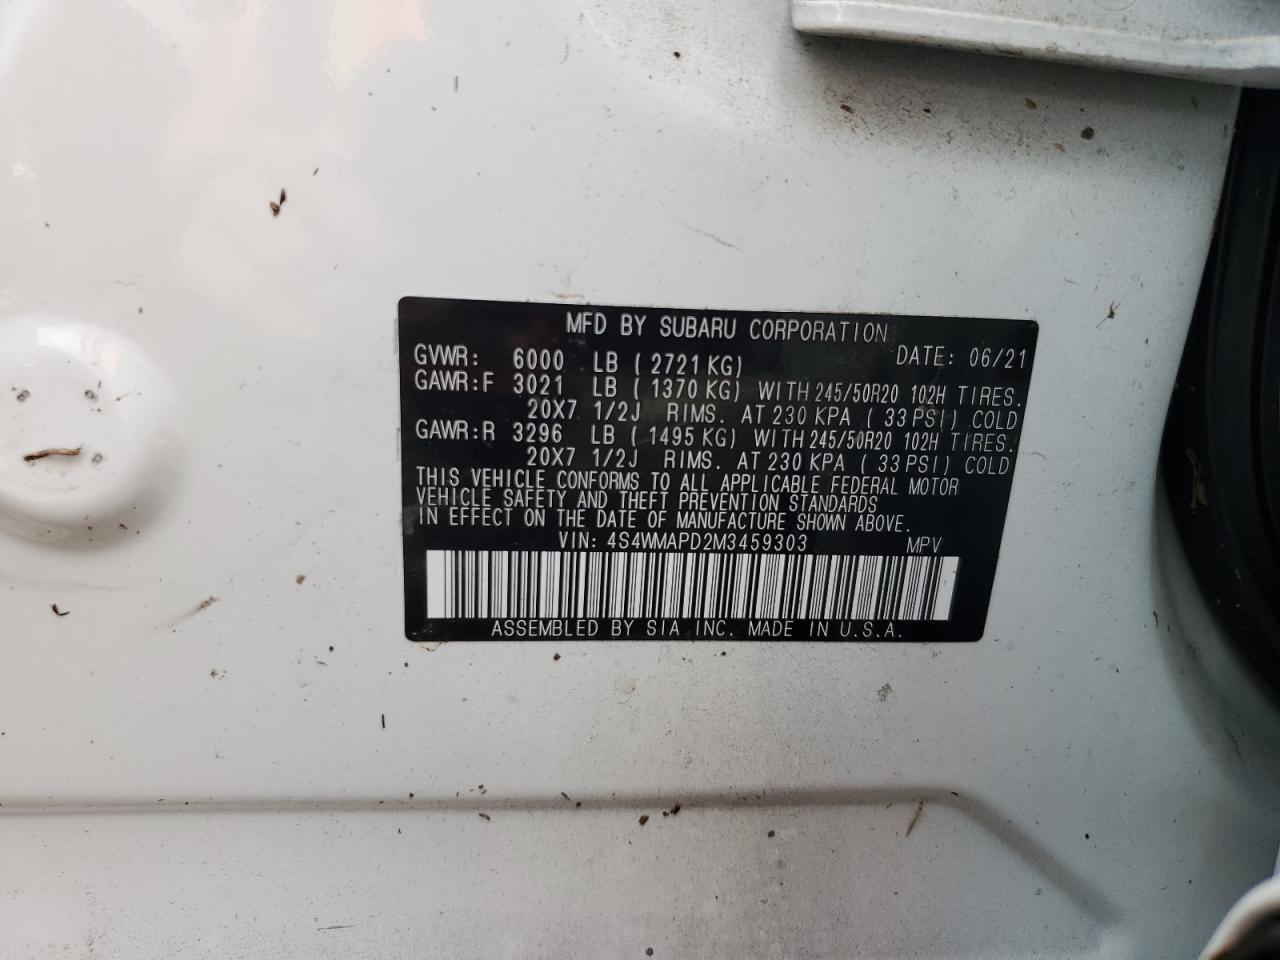 MFD BY SUBARU CORPORATION
GVWR: 6000 LB ( 2721 KG) DATE: 06/21
GAWR:F 3021 LB ( 1370 KG) WITH 245/50R20 102H TIRES.
20X7 1/2J RIMS. AT 230 KPA ( 33 PSI) COLD
GAWR:R 3296 LB ( 1495 KG) WITH 245/50R20 102H TIRES.
20X7 1/2J RIMS. AT 230 KPA ( 33 PSI) COLD
THIS VEHICLE CONFORMS TO ALL APPLICABLE FEDERAL MOTOR
VEHICLE SAFETY AND THEFT PREVENTION STANDARDS
IN EFFECT ON THE DATE OF MANUFACTURE SHOWN ABOVE.
VIN: 4S4WMAPD2M3459303 MPV
ASSEMBLED BY SIA INC. MADE IN U.S.A.